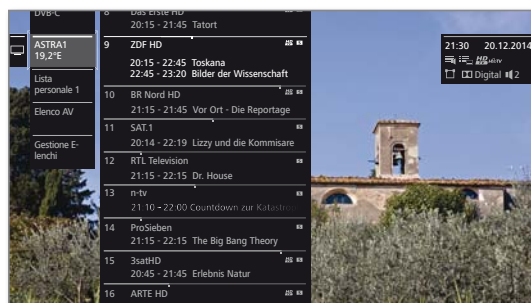 DVB-C
ASTRA1
19,2°E
Lista
personale 1
Elenco AV
Gestione E-
lenchi
8 Das Erste HD
20:15 - 21:45 Tatort
9 ZDF HD
20:15 - 22:45 Toskana
22:45 - 23:20 Bilder der Wissenschaft
10 BR Nord HD
21:15 - 21:45 Vor Ort - Die Reportage
11 SAT.1
20:14 - 22:19 Lizzy und die Kommisare
12 RTL Television
21:15 - 22:15 Dr. House
13 n-tv
21:10 - 22:00 Countdown zur Katastro
14 ProSieben
21:15 - 22:15 The Big Bang Theory
15 3satHD
20:45 - 21:45 Erlebnis Natur
16 ARTE HD
21:30 20.12.2014
HD HDTV
Digital 2